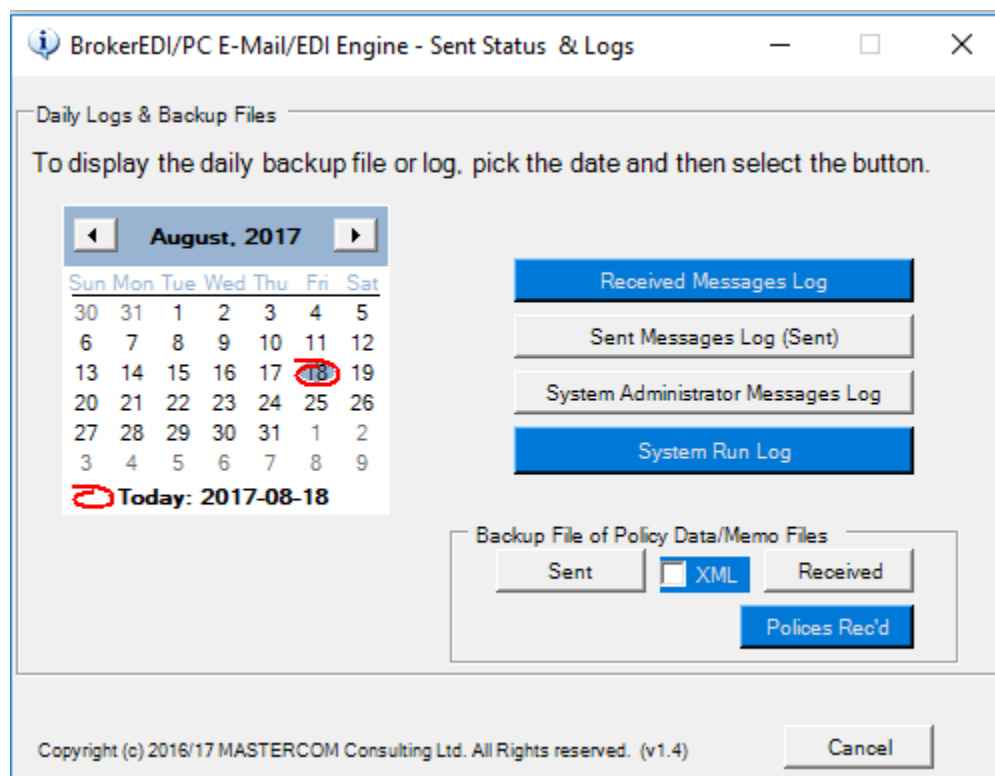 BrokerEDI/PC E-Mail/EDI Engine - Sent Status & Logs
Daily Logs & Backup Files
To display the daily backup file or log, pick the date and then select the button.
August, 2017
Sun Mon Tue Wed Thu Fri Sat
30 31 1 2 3 4 5
6 7 8 9 10 11 12
13 14 15 16 17 18 19
20 21 22 23 24 25 26
27 28 29 30 31 1 2
3 4 5 6 7 8 9
Today: 2017-08-18
Received Messages Log
Sent Messages Log (Sent)
System Administrator Messages Log
System Run Log
Backup File of Policy Data/Memo Files
Sent XML Received
Polices Rec'd
Copyright (c) 2016/17 MASTERCOM Consulting Ltd. All Rights reserved. (v1.4)
Cancel